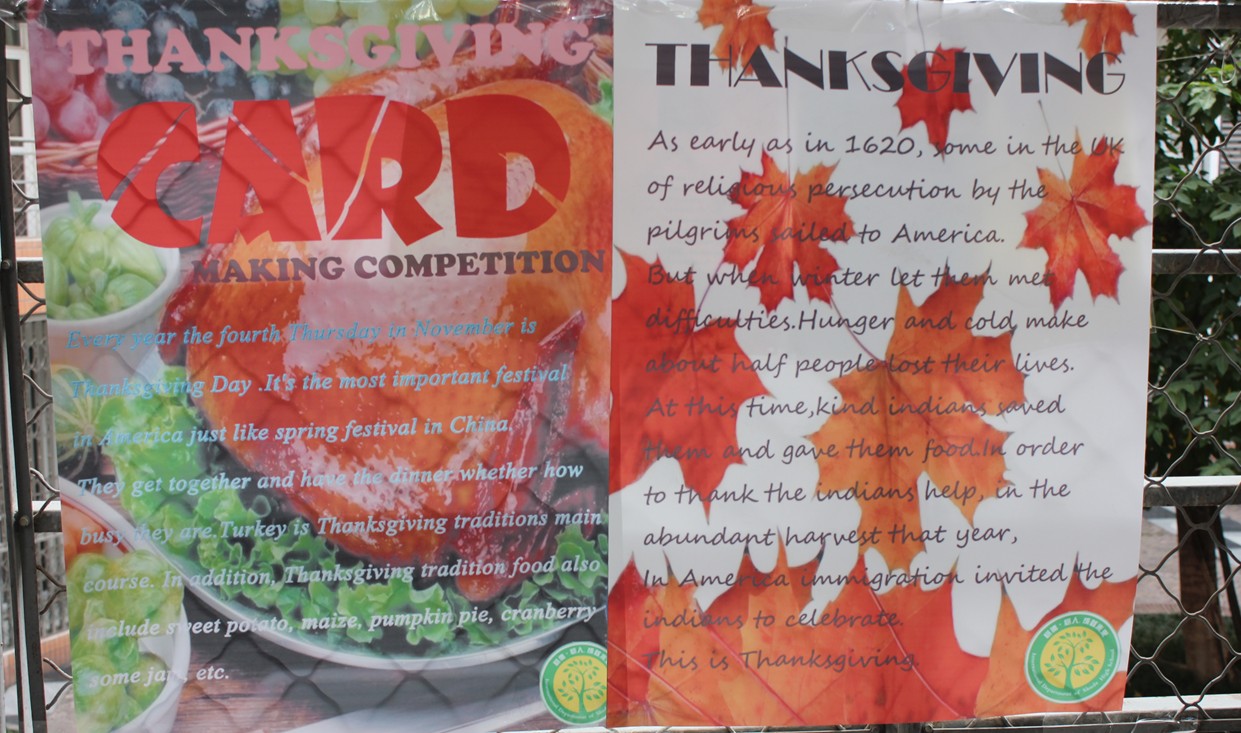 THANKSGIVING
CARD
MAKING COMPETITION
Every year the fourth Thursday in November is
Thanksgiving Day .It's the most important festival
in America just like spring festival in China.
They get together and have the dinner whether how
busy they are.Turkey is Thanksgiving traditions main
course. In addition, Thanksgiving tradition food also
include sweet potato, maize, pumpkin pie, cranberry
some jam, etc.
THANKSGIVING
As early as in 1620, some in the UK
of religious persecution by the
pilgrims sailed to America.
But when winter let them met
difflculties.Hunger and cold make
about half people lost their lives.
At this time,kind indians saved
them and gave them food.In order
to thank the indians help, in the
abundant harvest that year,
In America immigration invited the
indians to celebrate.
This is Thanksgiving.